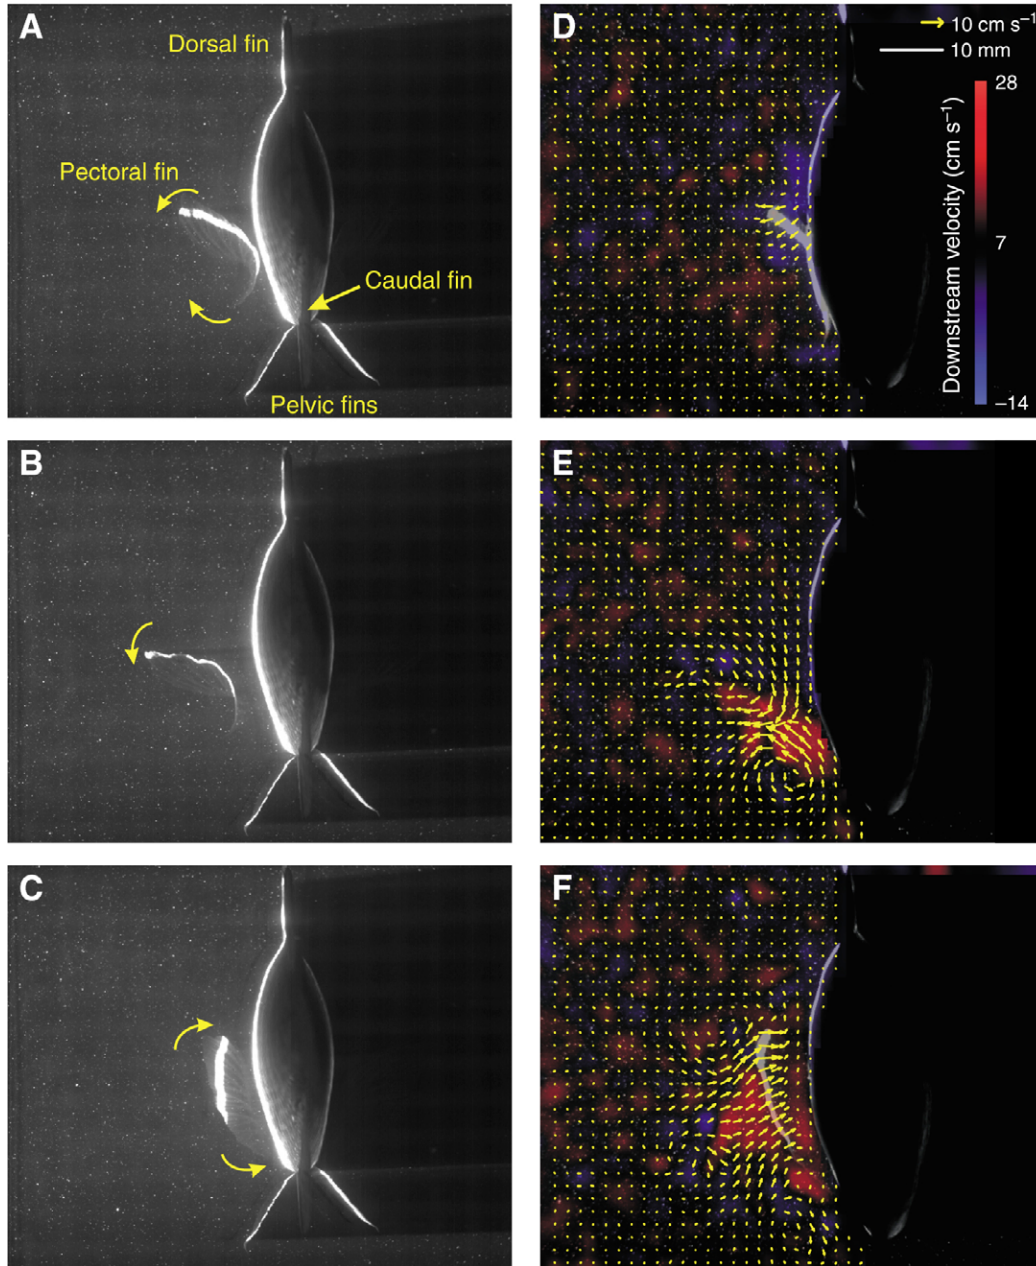 A
Dorsal fin
Pectoral fin
Caudal fin
Pelvic fins
B
C
D
10 cm s⁻¹
10 mm
28
7
–14
Downstream velocity (cm s⁻¹)
E
F